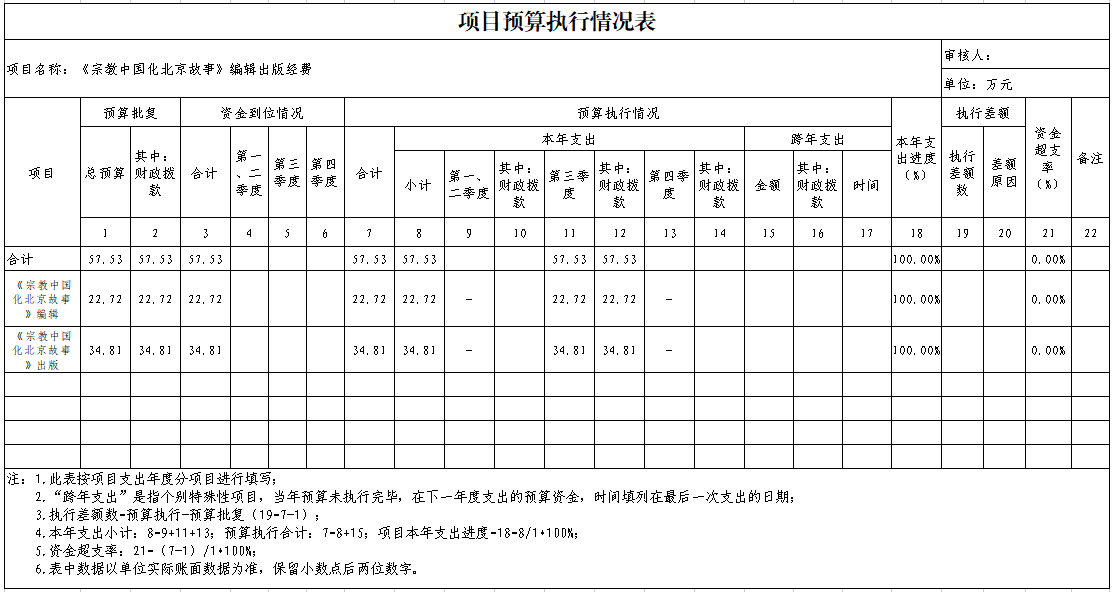 项目预算执行情况表
项目名称：《宗教中国化北京故事》编辑出版经费
审核人：
单位：万元
项目 预算批复 资金到位情况 预算执行情况 本年支出进度（%） 执行差额 资金超支率（%） 备注
本年支出 跨年支出
总预算 其中：财政拨款 合计 第一、二季度 第三季度 第四季度 合计 小计 第一、二季度 其中：财政拨款 第三季度 其中：财政拨款 第四季度 其中：财政拨款 金额 其中：财政拨款 时间 执行差额数 差额原因
1 2 3 4 5 6 7 8 9 10 11 12 13 14 15 16 17 18 19 20 21 22
合计 57.53 57.53 57.53 57.53 57.53 57.53 57.53 100.00% 0.00%
《宗教中国化北京故事》编辑 22.72 22.72 22.72 22.72 22.72 - 22.72 22.72 - 100.00% 0.00%
《宗教中国化北京故事》出版 34.81 34.81 34.81 34.81 34.81 - 34.81 34.81 - 100.00% 0.00%
注：1.此表按项目支出年度分项目进行填写；
2.“跨年支出”是指个别特殊性项目，当年预算未执行完毕，在下一年度支出的预算资金，时间填列在最后一次支出的日期；
3.执行差额数=预算执行-预算批复（19=7-1）；
4.本年支出小计：8=9+11+13；预算执行合计：7=8+15；项目本年支出进度=18=8/1*100%；
5.资金超支率：21=（7-1）/1*100%；
6.表中数据以单位实际账面数据为准，保留小数点后两位数字。